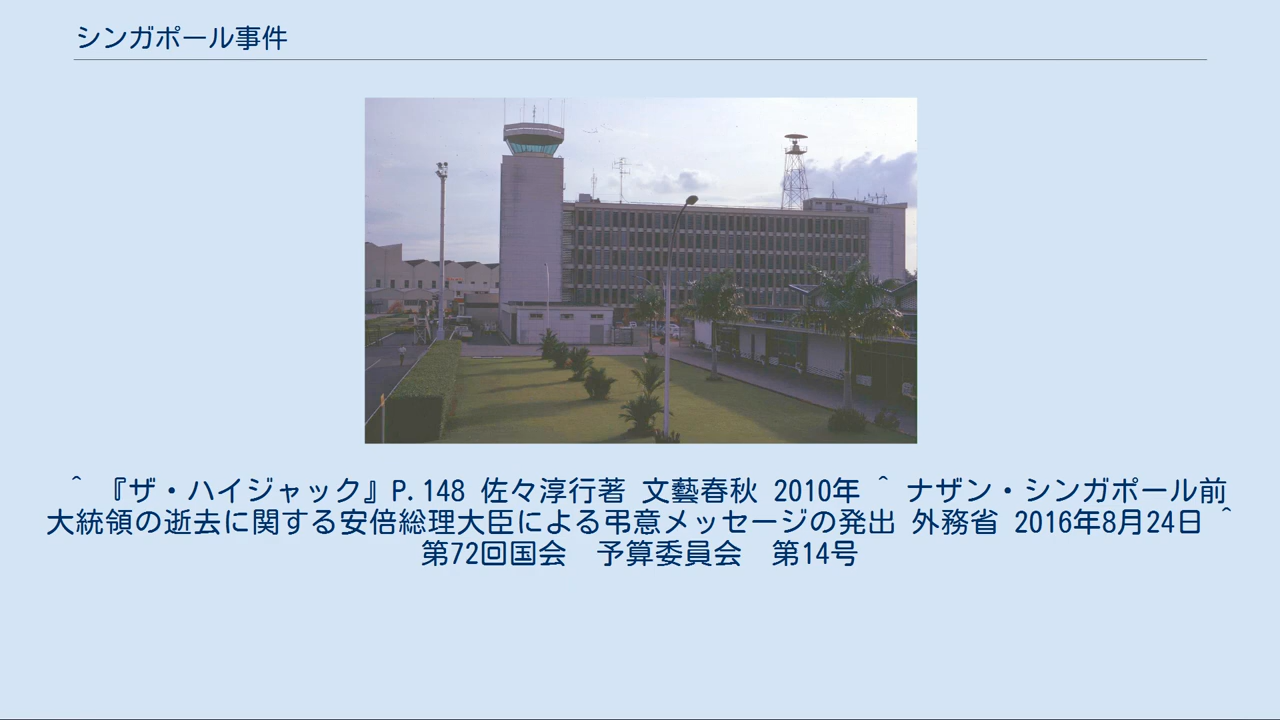 シンガポール事件
^ 『ザ・ハイジャック』P.148 佐々淳行著 文藝春秋 2010年 ^ ナザン・シンガポール前
大統領の逝去に関する安倍総理大臣による弔意メッセージの発出 外務省 2016年8月24日 ^
第72回国会　予算委員会　第14号